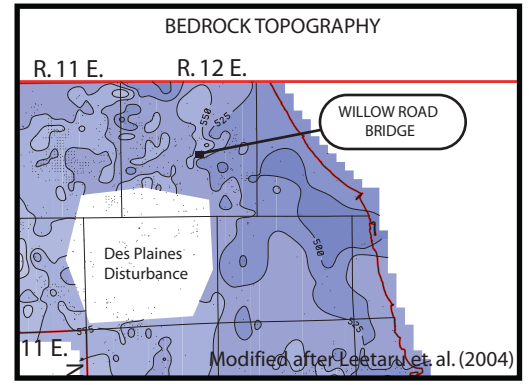 BEDROCK TOPOGRAPHY
R. 11 E.
R. 12 E.
550
525
WILLOW ROAD
BRIDGE
500
Des Plaines
Disturbance
525
11 E.
Modified after Leetaru et. al. (2004)